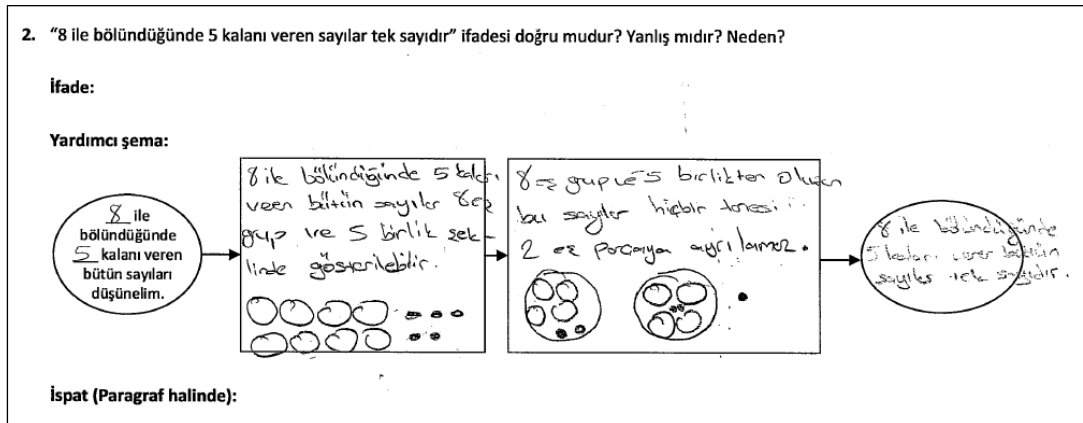 2. “8 ile bölündüğünde 5 kalanı veren sayılar tek sayıdır” ifadesi doğru mudur? Yanlış mıdır? Neden?
İfade:
Yardımcı şema:
8 ile
bölündüğünde
5 kalanı veren
bütün sayıları
düşünelim.
8 ile bölündiğinde 5 kalanı
veren bütün sayılar 8 eş
grup ve 5 birlik şek-
linde gösterilebilir.
8 eş grup ve 5 birlikten oluşan
bu sayılar hiçbir tanesi
2 eş parçaya ayrılamaz.
8 ile bölündüğünde
5 kalanı veren bütün
sayılar tek sayıdır.
İspat (Paragraf halinde):